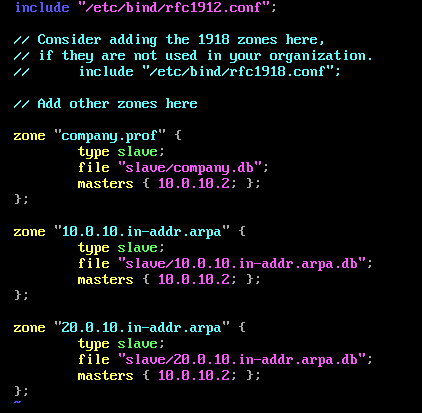 include "/etc/bind/rfc1912.conf";
// Consider adding the 1918 zones here,
// if they are not used in your organization.
//      include "/etc/bind/rfc1918.conf";
// Add other zones here
zone "company.prof" {
        type slave;
        file "slave/company.db";
        masters { 10.0.10.2; };
};
zone "10.0.10.in-addr.arpa" {
        type slave;
        file "slave/10.0.10.in-addr.arpa.db";
        masters { 10.0.10.2; };
};
zone "20.0.10.in-addr.arpa" {
        type slave;
        file "slave/20.0.10.in-addr.arpa.db";
        masters { 10.0.10.2; };
};
~